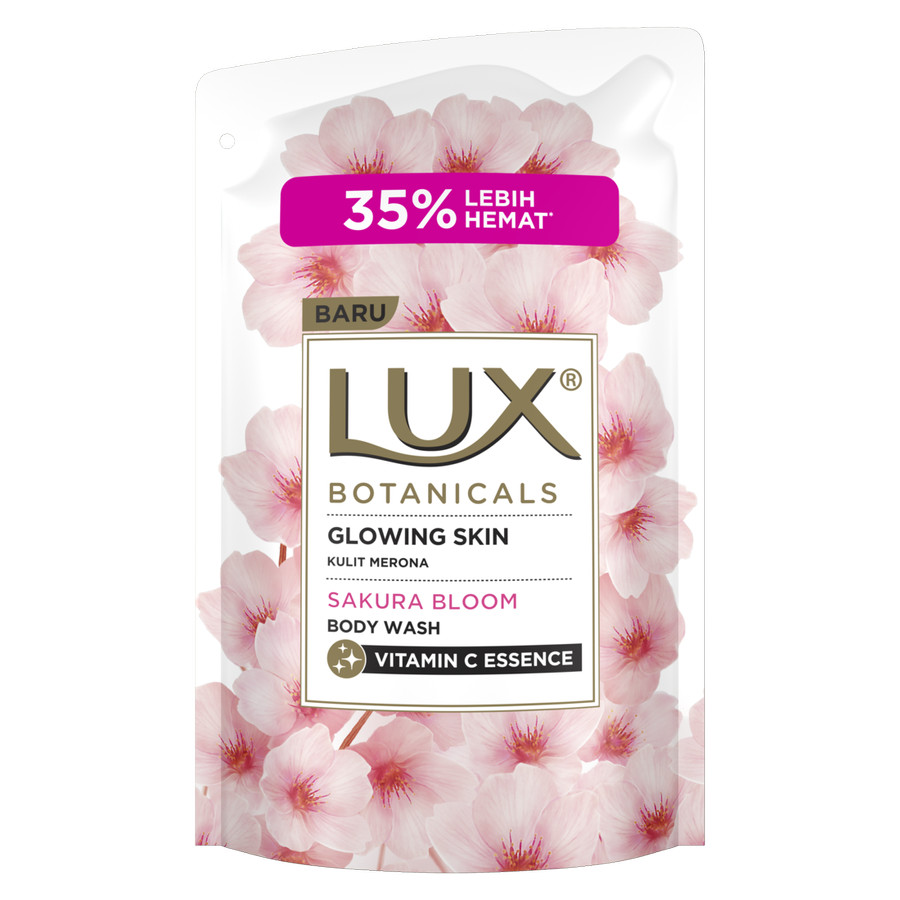 35% LEBIH
HEMAT*
BARU
LUX®
BOTANICALS
GLOWING SKIN
KULIT MERONA
SAKURA BLOOM
BODY WASH
VITAMIN C ESSENCE